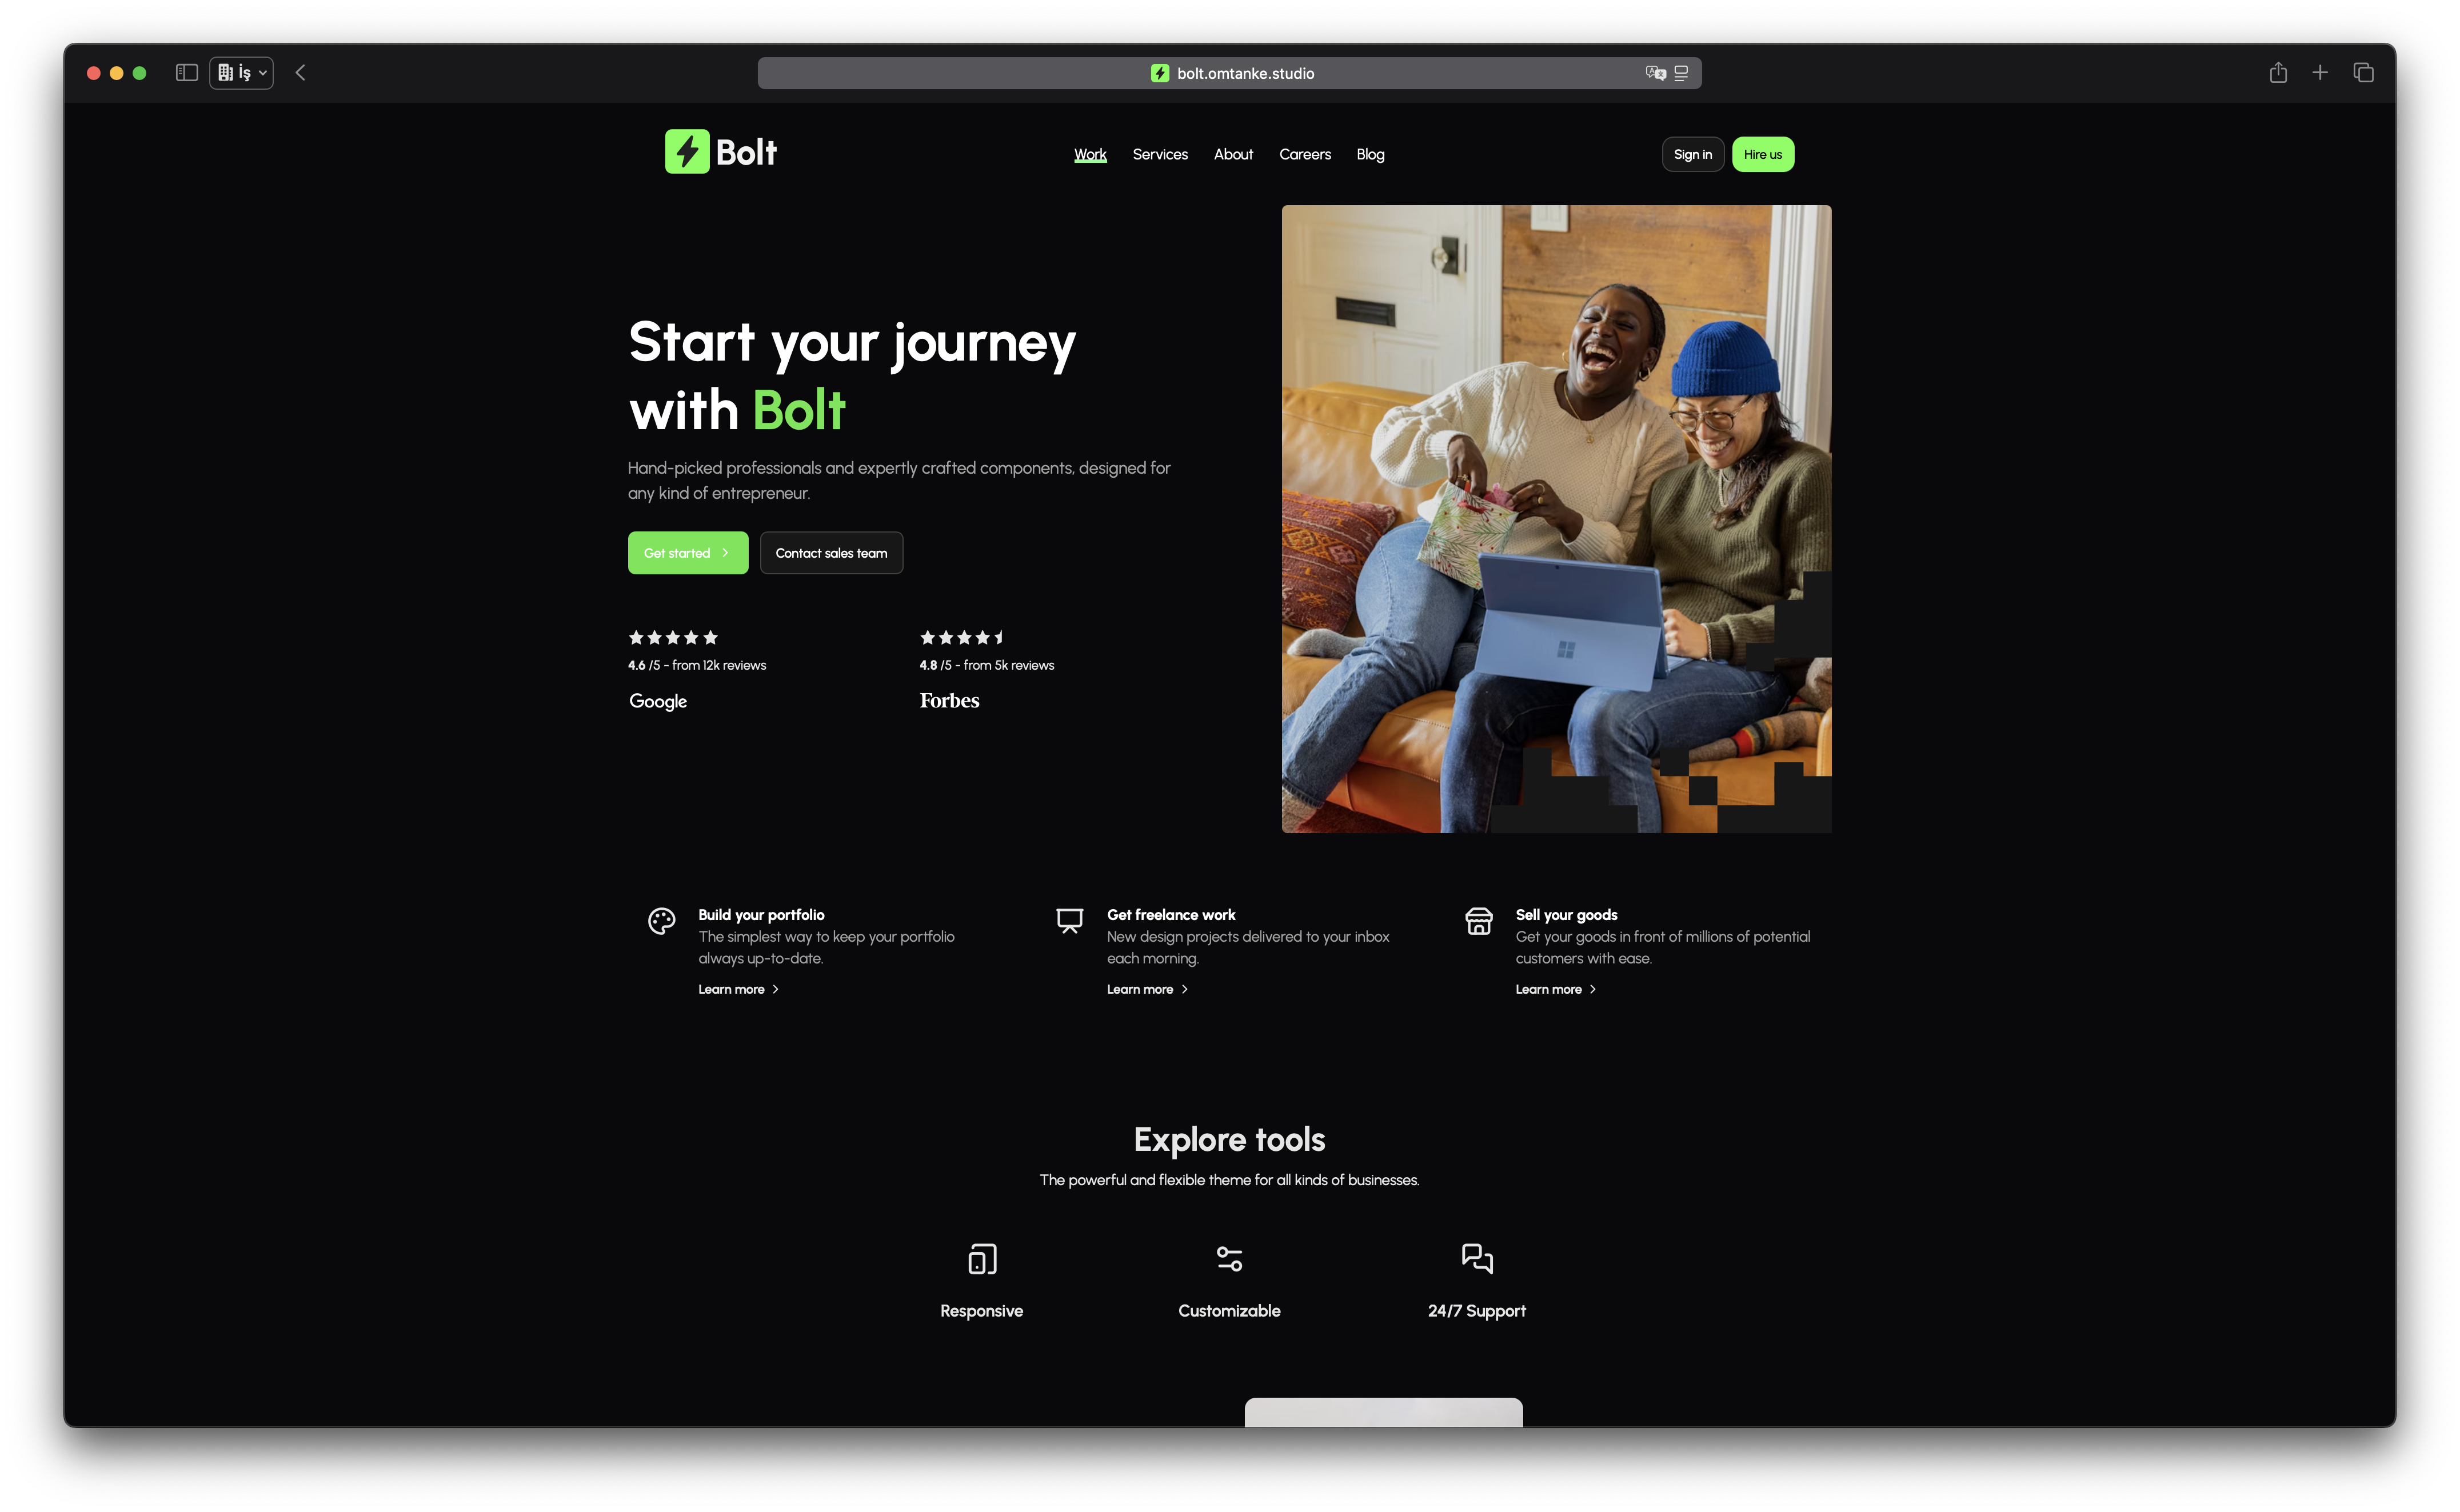 İş
bolt.omtanke.studio
Bolt
Work
Services
About
Careers
Blog
Sign in
Hire us
Start your journey
with Bolt
Hand-picked professionals and expertly crafted components, designed for
any kind of entrepreneur.
Get started
Contact sales team
4.6 /5 - from 12k reviews
Google
4.8 /5 - from 5k reviews
Forbes
Build your portfolio
The simplest way to keep your portfolio
always up-to-date.
Learn more
Get freelance work
New design projects delivered to your inbox
each morning.
Learn more
Sell your goods
Get your goods in front of millions of potential
customers with ease.
Learn more
Explore tools
The powerful and flexible theme for all kinds of businesses.
Responsive
Customizable
24/7 Support